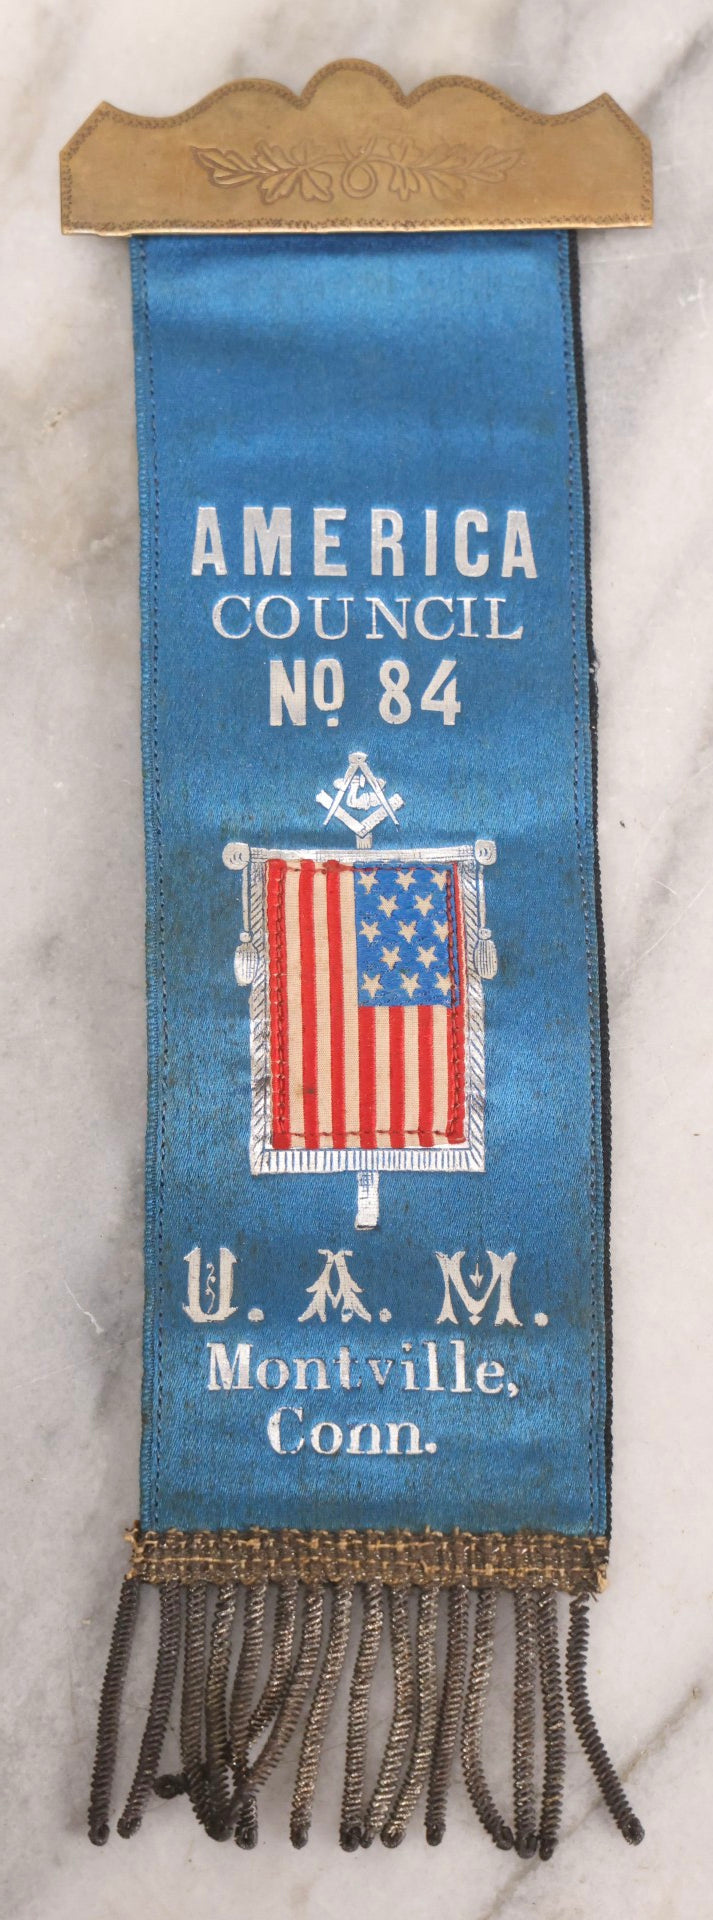 AMERICA
COUNCIL
Nº 84
U. A. M.
Montville,
Conn.